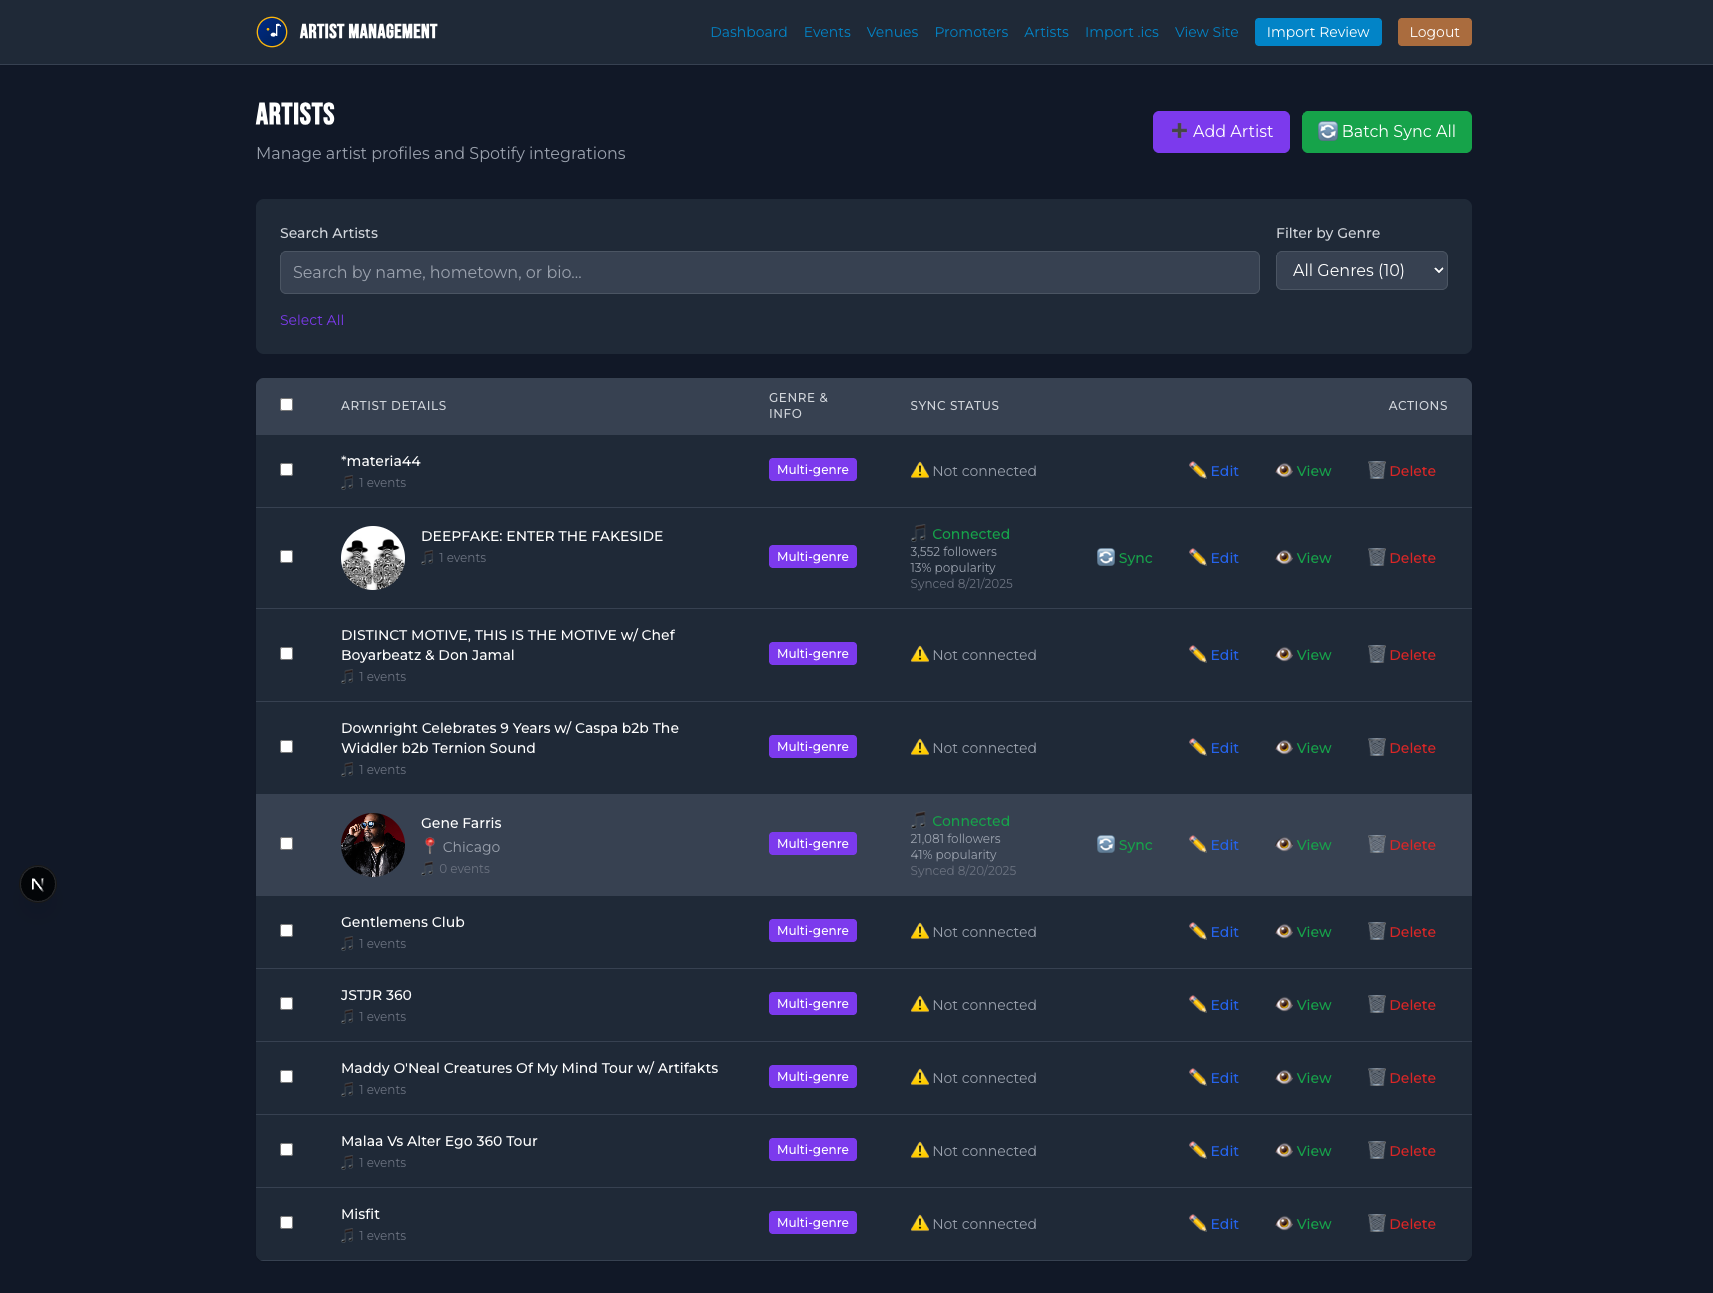 ARTIST MANAGEMENT
Dashboard Events Venues Promoters Artists Import .ics View Site Import Review Logout
ARTISTS
Manage artist profiles and Spotify integrations
➕ Add Artist 🔄 Batch Sync All
Search Artists Filter by Genre
Search by name, hometown, or bio... All Genres (10)
Select All
ARTIST DETAILS GENRE & INFO SYNC STATUS ACTIONS
*materia44
🎵 1 events
Multi-genre ⚠️ Not connected ✏️ Edit 👁️ View 🗑️ Delete
DEEPFAKE: ENTER THE FAKESIDE
🎵 1 events
Multi-genre
🎵 Connected
3,552 followers
13% popularity
Synced 8/21/2025
🔄 Sync ✏️ Edit 👁️ View 🗑️ Delete
DISTINCT MOTIVE, THIS IS THE MOTIVE w/ Chef
Boyarbeatz & Don Jamal
🎵 1 events
Multi-genre ⚠️ Not connected ✏️ Edit 👁️ View 🗑️ Delete
Downright Celebrates 9 Years w/ Caspa b2b The
Widdler b2b Ternion Sound
🎵 1 events
Multi-genre ⚠️ Not connected ✏️ Edit 👁️ View 🗑️ Delete
Gene Farris
📍 Chicago
🎵 0 events
Multi-genre
🎵 Connected
21,081 followers
41% popularity
Synced 8/20/2025
🔄 Sync ✏️ Edit 👁️ View 🗑️ Delete
N
Gentlemens Club
🎵 1 events
Multi-genre ⚠️ Not connected ✏️ Edit 👁️ View 🗑️ Delete
JSTJR 360
🎵 1 events
Multi-genre ⚠️ Not connected ✏️ Edit 👁️ View 🗑️ Delete
Maddy O'Neal Creatures Of My Mind Tour w/ Artifakts
🎵 1 events
Multi-genre ⚠️ Not connected ✏️ Edit 👁️ View 🗑️ Delete
Malaa Vs Alter Ego 360 Tour
🎵 1 events
Multi-genre ⚠️ Not connected ✏️ Edit 👁️ View 🗑️ Delete
Misfit
🎵 1 events
Multi-genre ⚠️ Not connected ✏️ Edit 👁️ View 🗑️ Delete